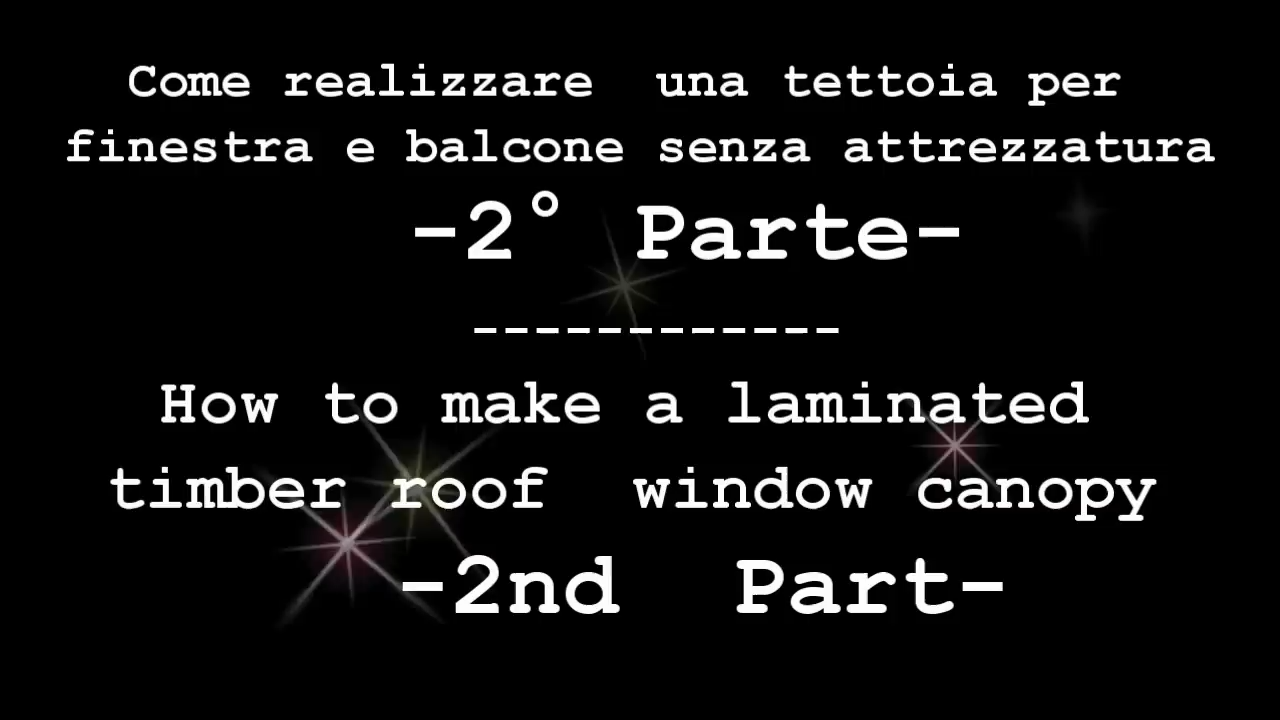 Come realizzare una tettoia per
finestra e balcone senza attrezzatura
-2° Parte-
------------
How to make a laminated
timber roof window canopy
-2nd Part-